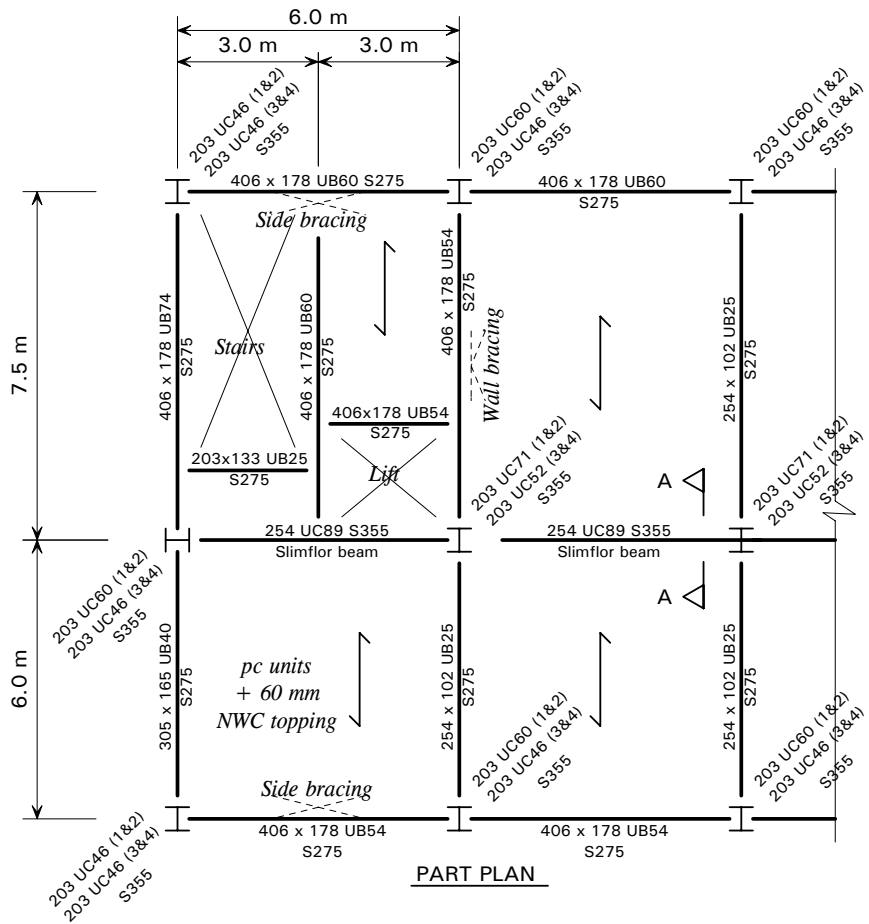 6.0 m
3.0 m
3.0 m
203 UC46 (1&2)
203 UC46 (3&4)
S355
203 UC60 (1&2)
203 UC46 (3&4)
S355
203 UC60 (1&2)
203 UC46 (3&4)
S355
406 x 178 UB60 S275
406 x 178 UB60
S275
Side bracing
7.5 m
406 x 178 UB74
S275
Stairs
406 x 178 UB60
S275
406 x 178 UB54
S275
Wall bracing
254 x 102 UB25
S275
406x178 UB54
S275
203x133 UB25
S275
Lift
203 UC71 (1&2)
203 UC52 (3&4)
S355
203 UC71 (1&2)
203 UC52 (3&4)
S355
A
254 UC89 S355
Slimflor beam
254 UC89 S355
Slimflor beam
A
203 UC60 (1&2)
203 UC46 (3&4)
S355
6.0 m
305 x 165 UB40
S275
pc units
+ 60 mm
NWC topping
254 x 102 UB25
S275
254 x 102 UB25
S275
203 UC60 (1&2)
203 UC46 (3&4)
S355
203 UC60 (1&2)
203 UC46 (3&4)
S355
Side bracing
406 x 178 UB54
S275
406 x 178 UB54
S275
203 UC46 (1&2)
203 UC46 (3&4)
S355
PART PLAN